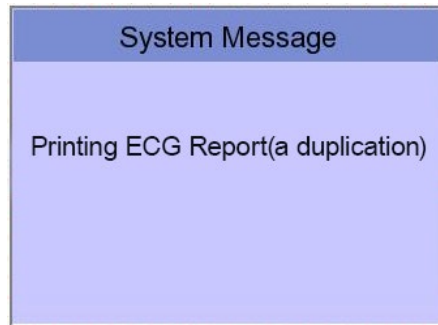 System Message
Printing ECG Report(a duplication)